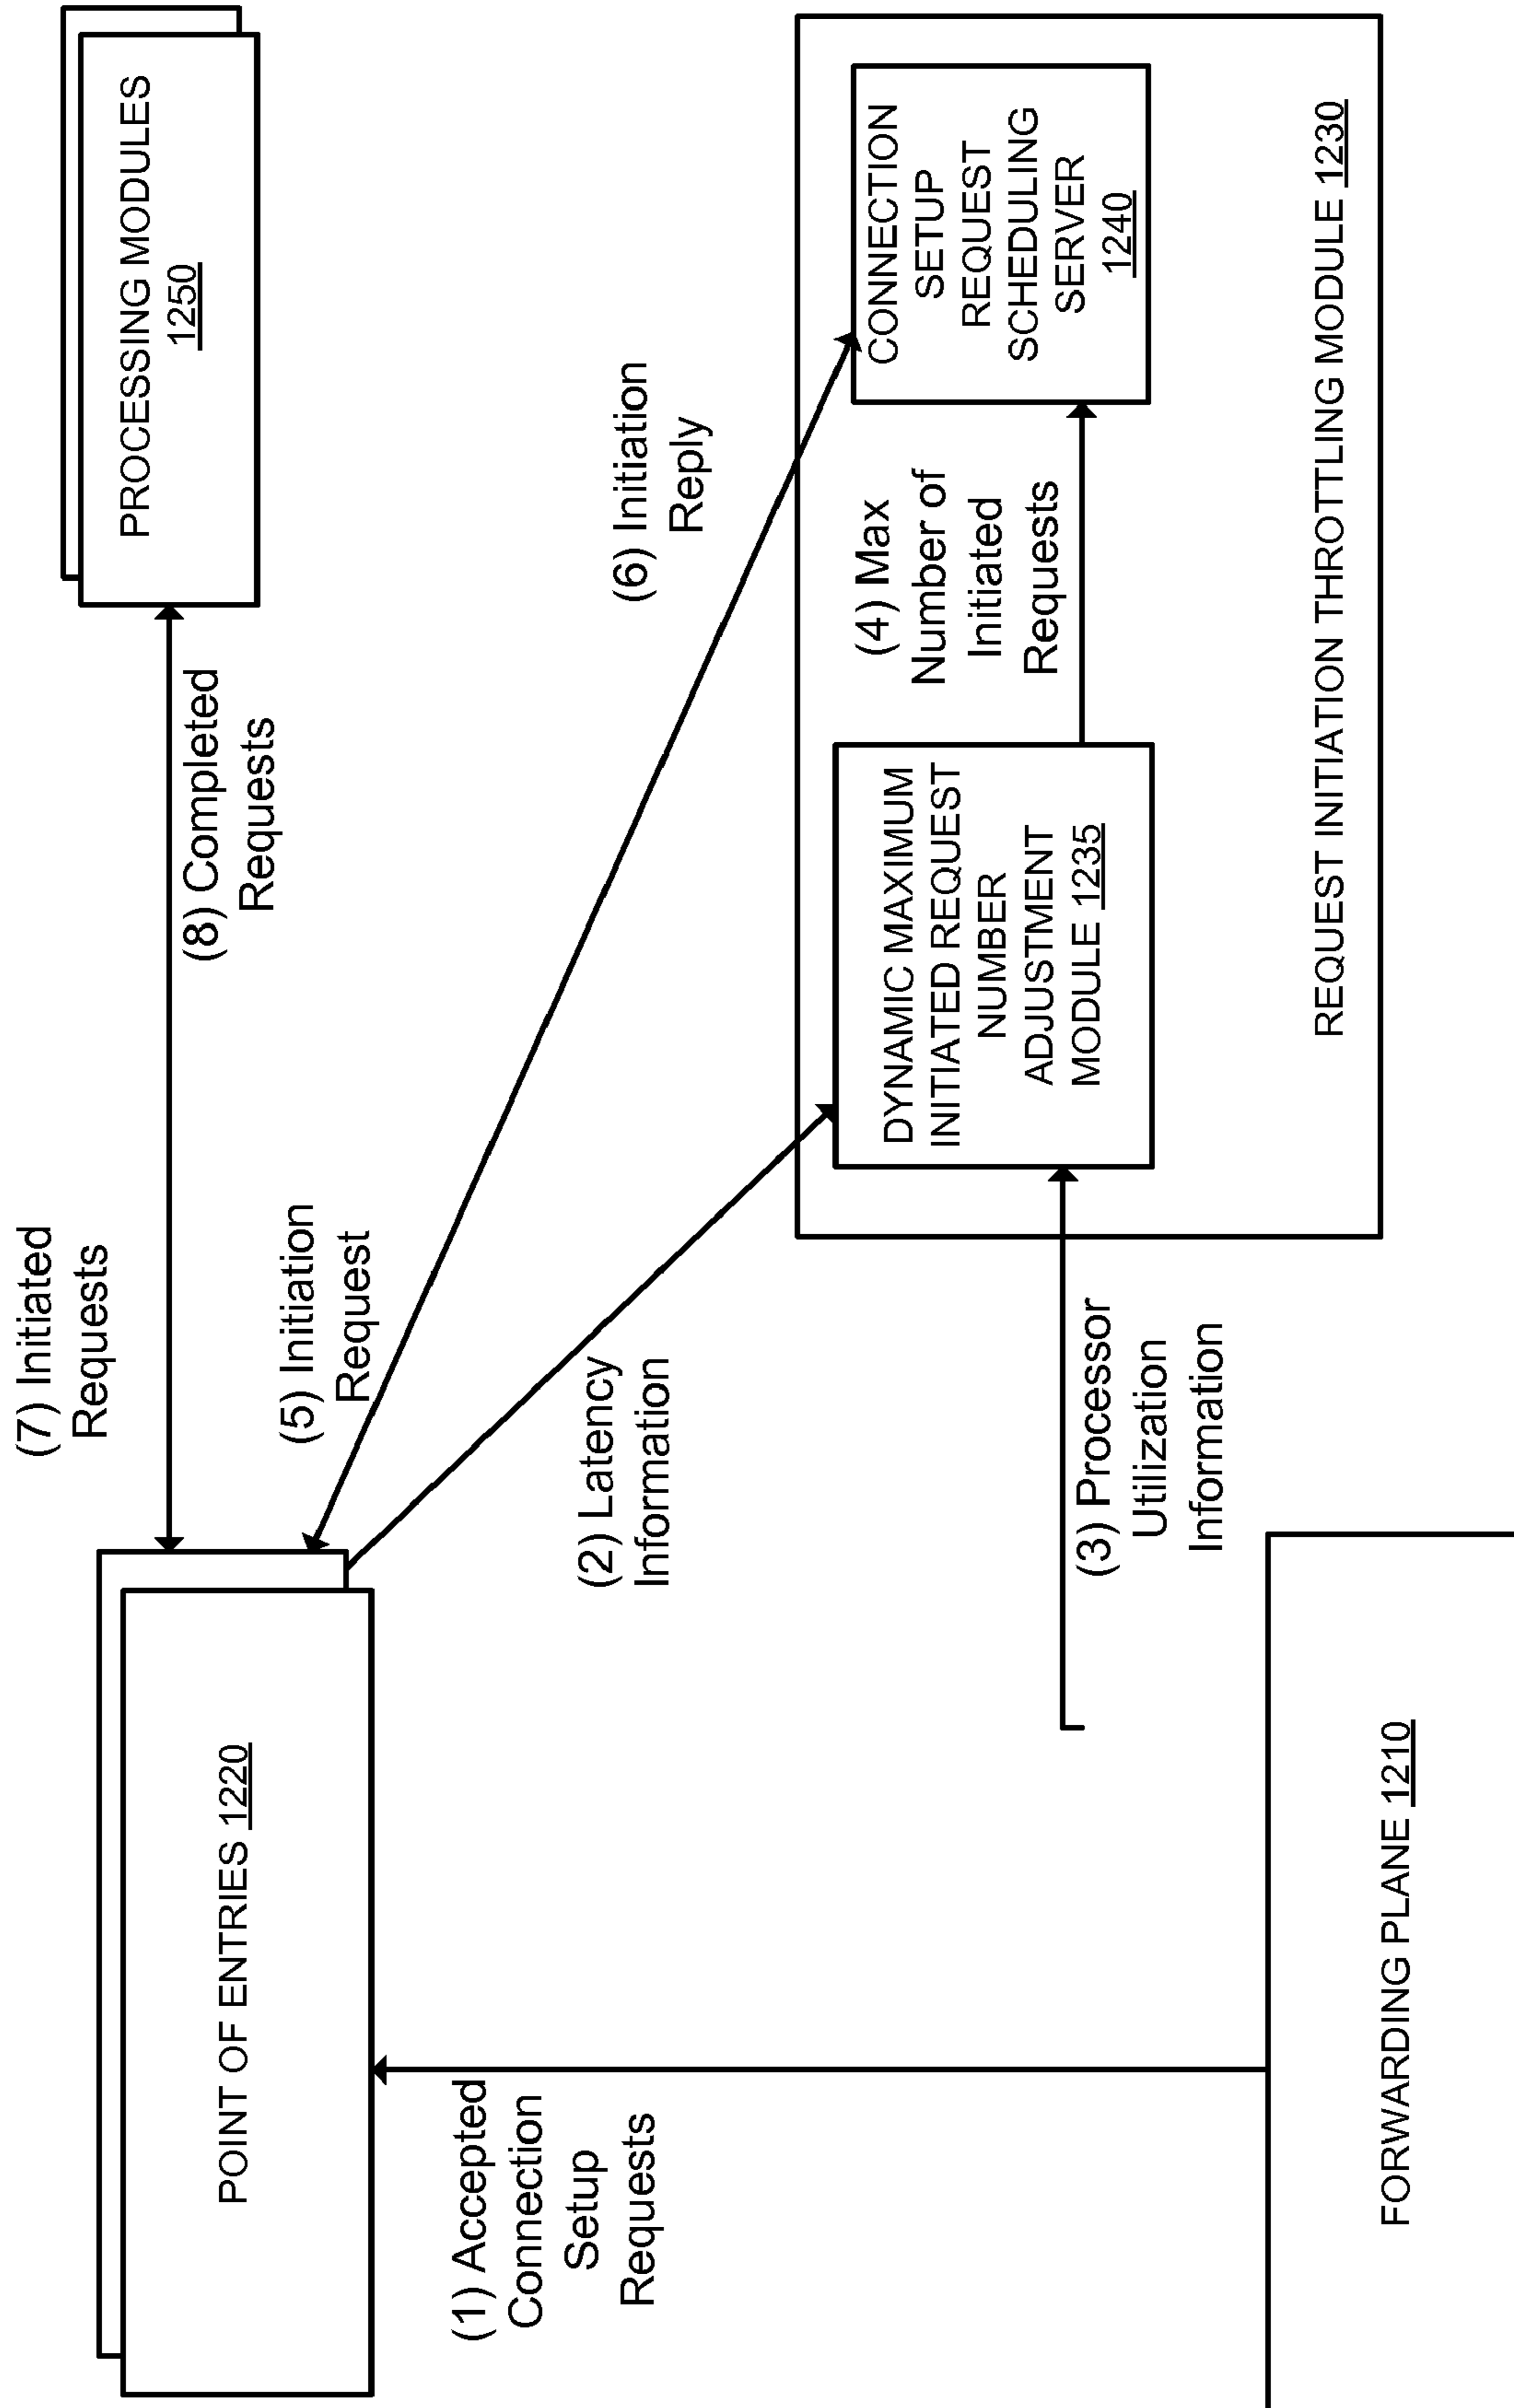 (7) Initiated
Requests
(8) Completed
Requests
PROCESSING MODULES
1250
POINT OF ENTRIES 1220
(5) Initiation
Request
(6) Initiation
Reply
(1) Accepted
Connection
Setup
Requests
(2) Latency
Information
(3) Processor
Utilization
Information
DYNAMIC MAXIMUM
INITIATED REQUEST
NUMBER
ADJUSTMENT
MODULE 1235
(4) Max
Number of
Initiated
Requests
CONNECTION
SETUP
REQUEST
SCHEDULING
SERVER
1240
REQUEST INITIATION THROTTLING MODULE 1230
FORWARDING PLANE 1210